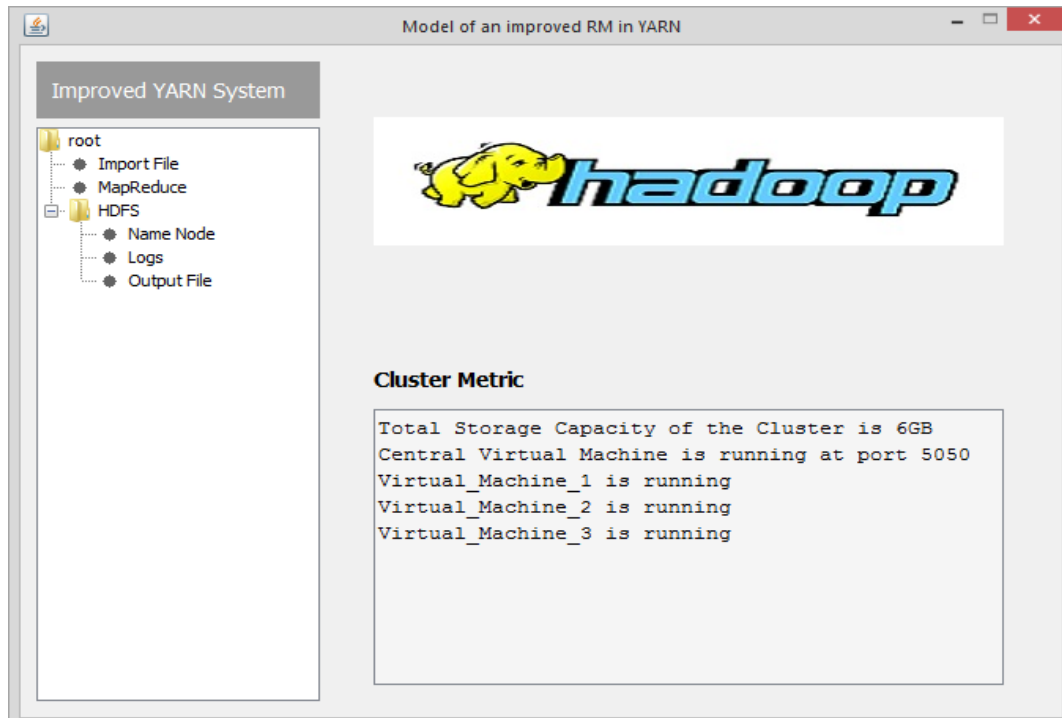 Model of an improved RM in YARN
Improved YARN System
root
Import File
MapReduce
HDFS
Name Node
Logs
Output File
hadoop
Cluster Metric
Total Storage Capacity of the Cluster is 6GB
Central Virtual Machine is running at port 5050
Virtual_Machine_1 is running
Virtual_Machine_2 is running
Virtual_Machine_3 is running